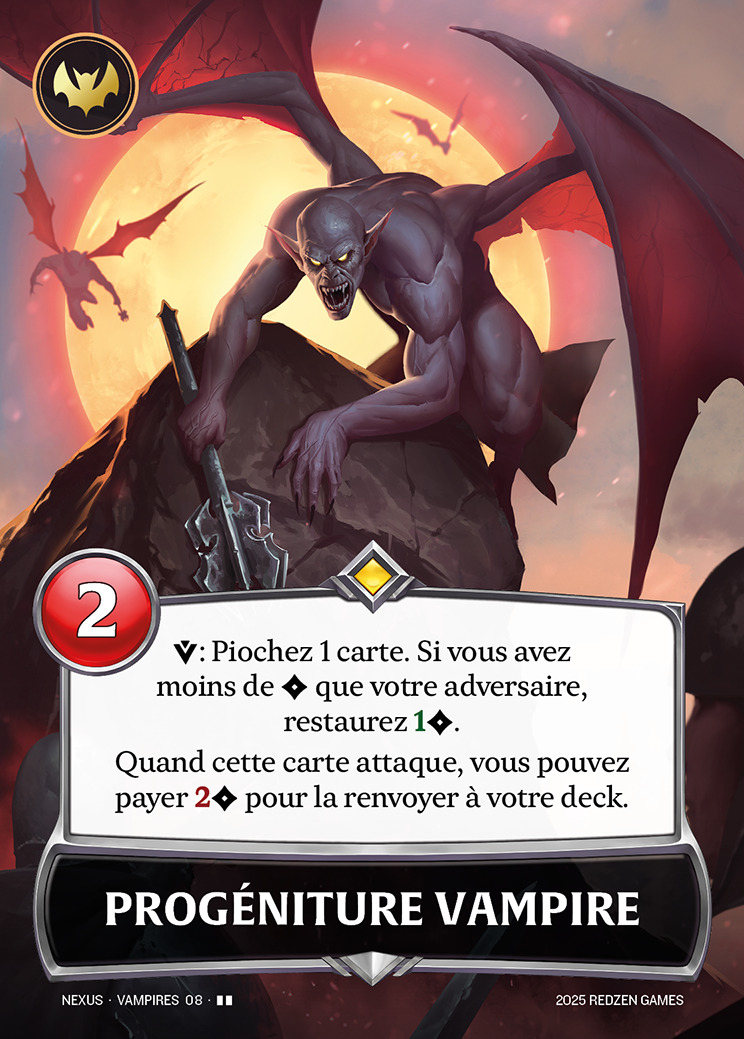 2
: Piochez 1 carte. Si vous avez
moins de que votre adversaire,
restaurez 1.
Quand cette carte attaque, vous pouvez
payer 2 pour la renvoyer à votre deck.
PROGÉNITURE VAMPIRE
NEXUS · VAMPIRES 08 ·
2025 REDZEN GAMES